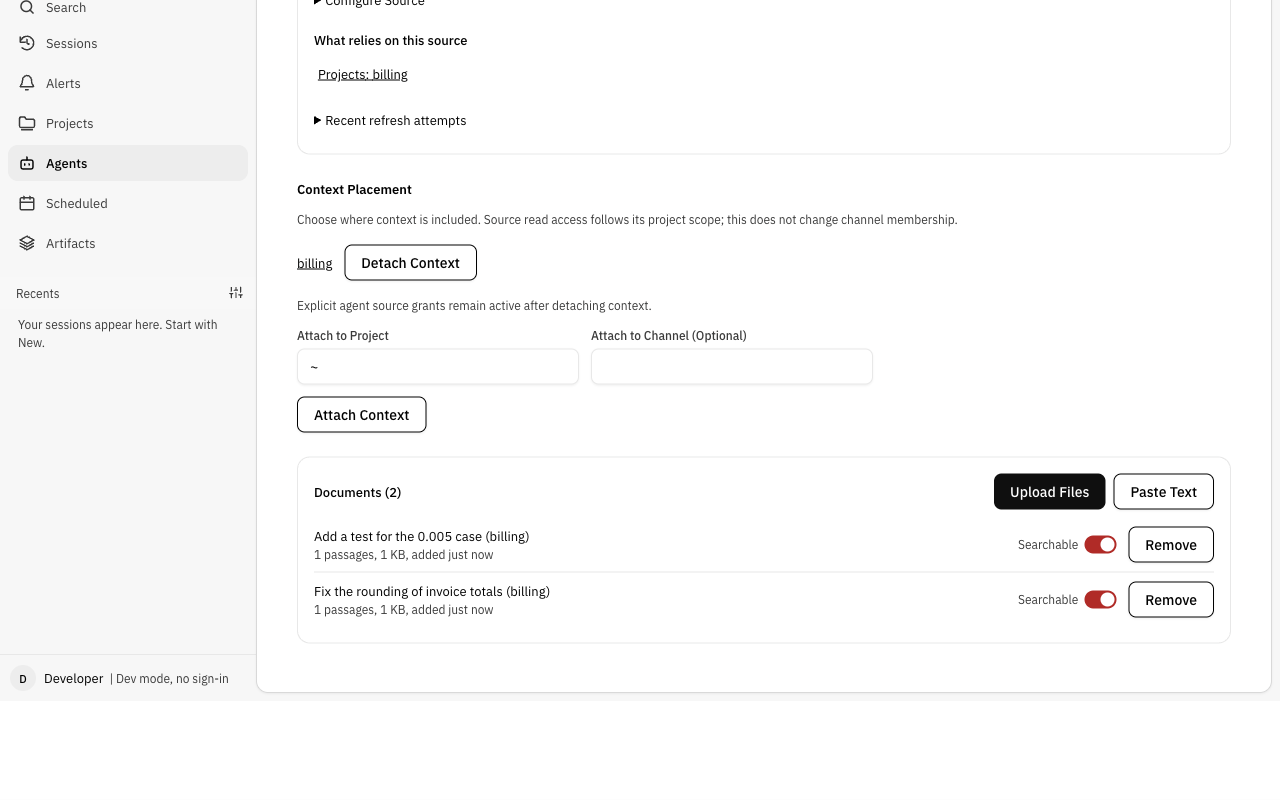 Search
Sessions
Alerts
Projects
Agents
Scheduled
Artifacts
Recents
Your sessions appear here. Start with
New.
D Developer | Dev mode, no sign-in
Configure Source
What relies on this source
Projects: billing
Recent refresh attempts
Context Placement
Choose where context is included. Source read access follows its project scope; this does not change channel membership.
billing Detach Context
Explicit agent source grants remain active after detaching context.
Attach to Project Attach to Channel (Optional)
~
Attach Context
Documents (2) Upload Files Paste Text
Add a test for the 0.005 case (billing)
1 passages, 1 KB, added just now
Searchable Remove
Fix the rounding of invoice totals (billing)
1 passages, 1 KB, added just now
Searchable Remove